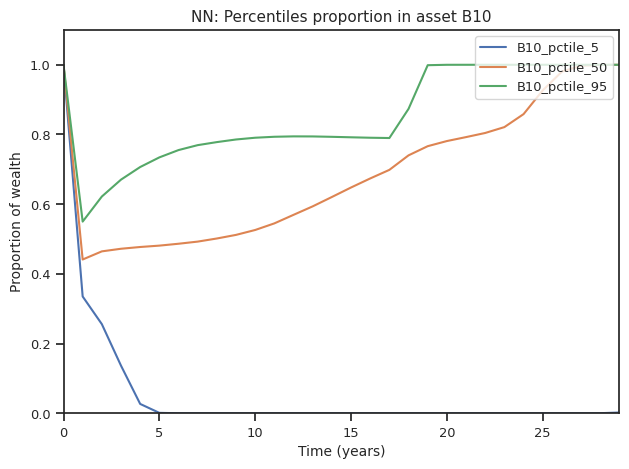 NN: Percentiles proportion in asset B10
B10_pctile_5
B10_pctile_50
B10_pctile_95
Proportion of wealth
1.0
0.8
0.6
0.4
0.2
0.0
0 5 10 15 20 25
Time (years)